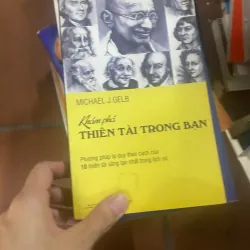 MICHAEL J. GELB
Khám phá
THIÊN TÀI TRONG BẠN
Phương pháp tư duy theo cách của
10 thiên tài sáng tạo nhất trong lịch sử